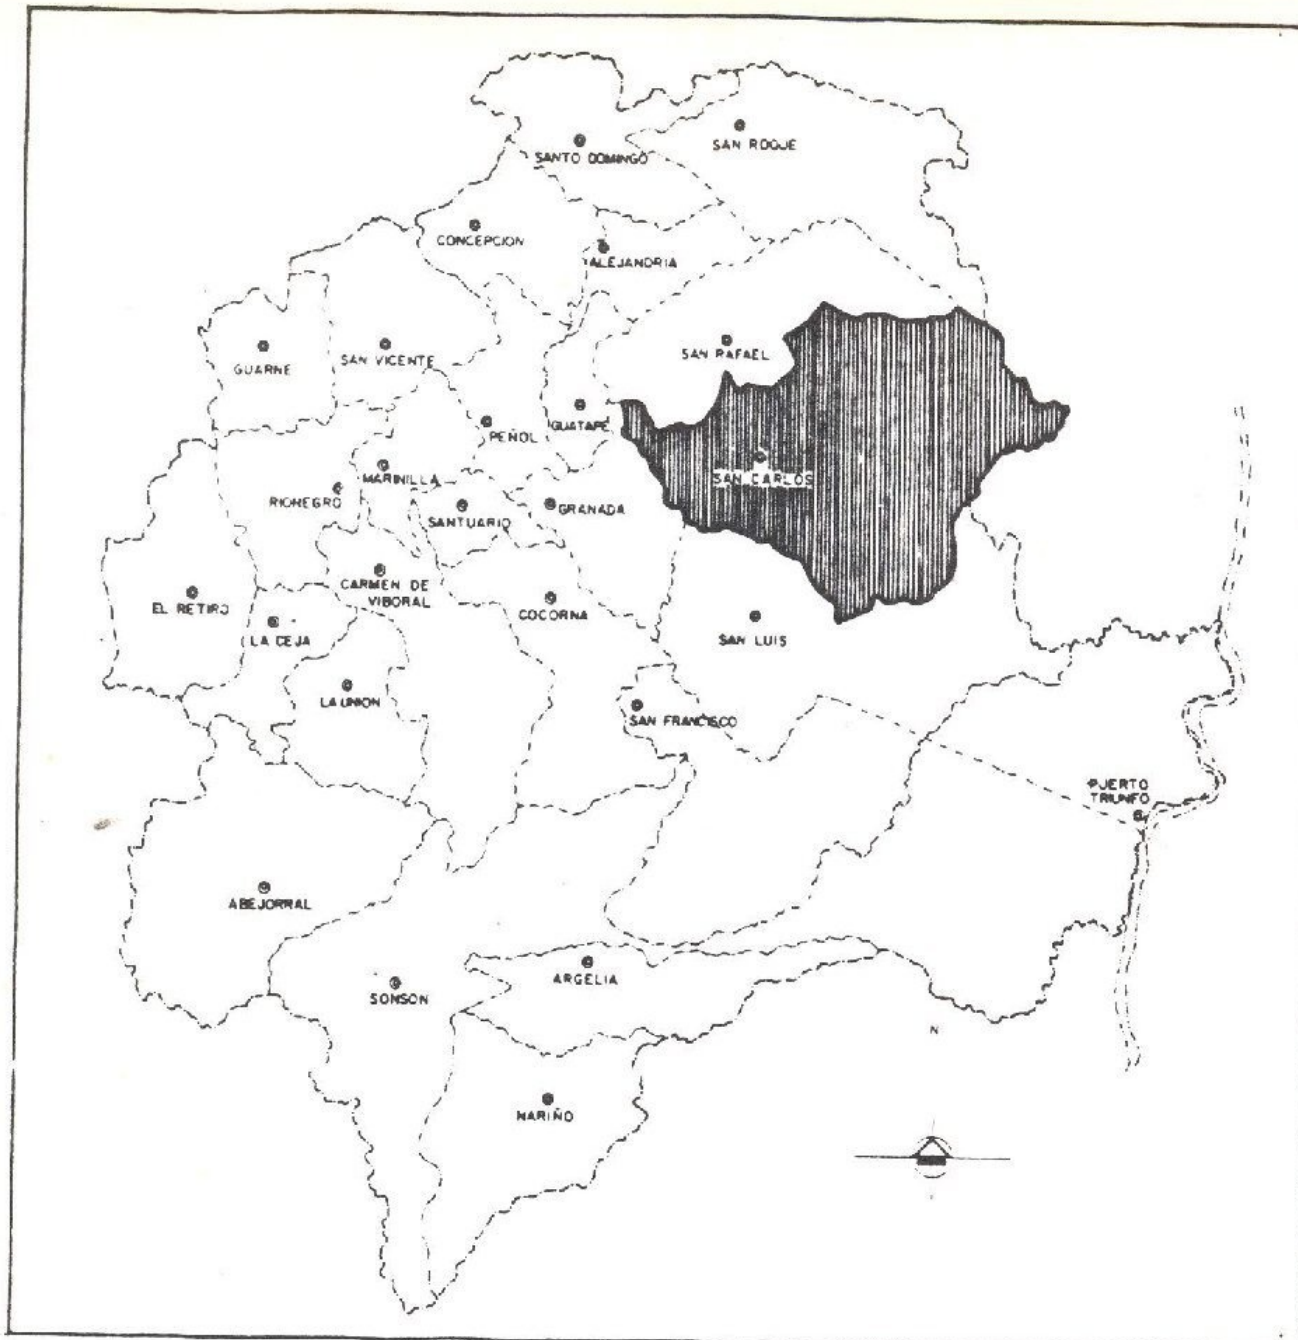 SANTO DOMINGO
SAN ROQUE
CONCEPCION
ALEJANDRIA
GUARNE
SAN VICENTE
SAN RAFAEL
PEÑOL
GUATAPE
MARINILLA
SAN CARLOS
RIONEGRO
SANTUARIO
GRANADA
CARMEN DE
VIBORAL
EL RETIRO
COCORNA
LA CEJA
SAN LUIS
LA UNION
SAN FRANCISCO
PUERTO
TRIUNFO
ABEJORRAL
ARGELIA
SONSON
N
NARIÑO